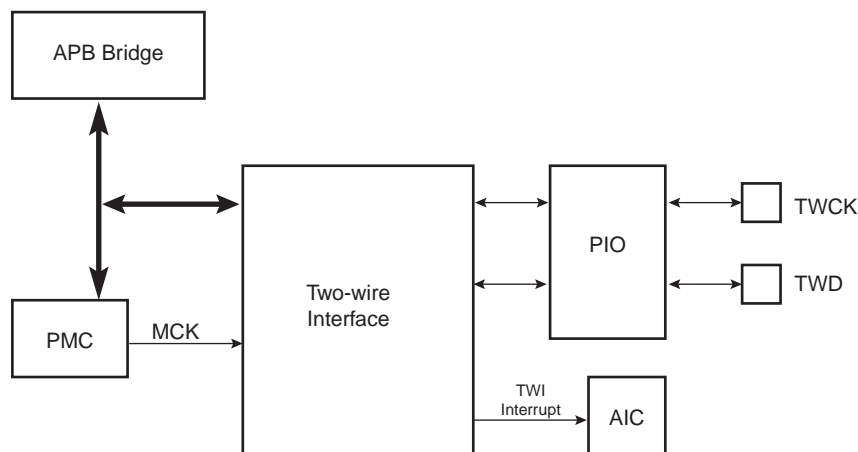 APB Bridge
TWCK
PIO
TWD
Two-wire
Interface
PMC
MCK
TWI
Interrupt
AIC